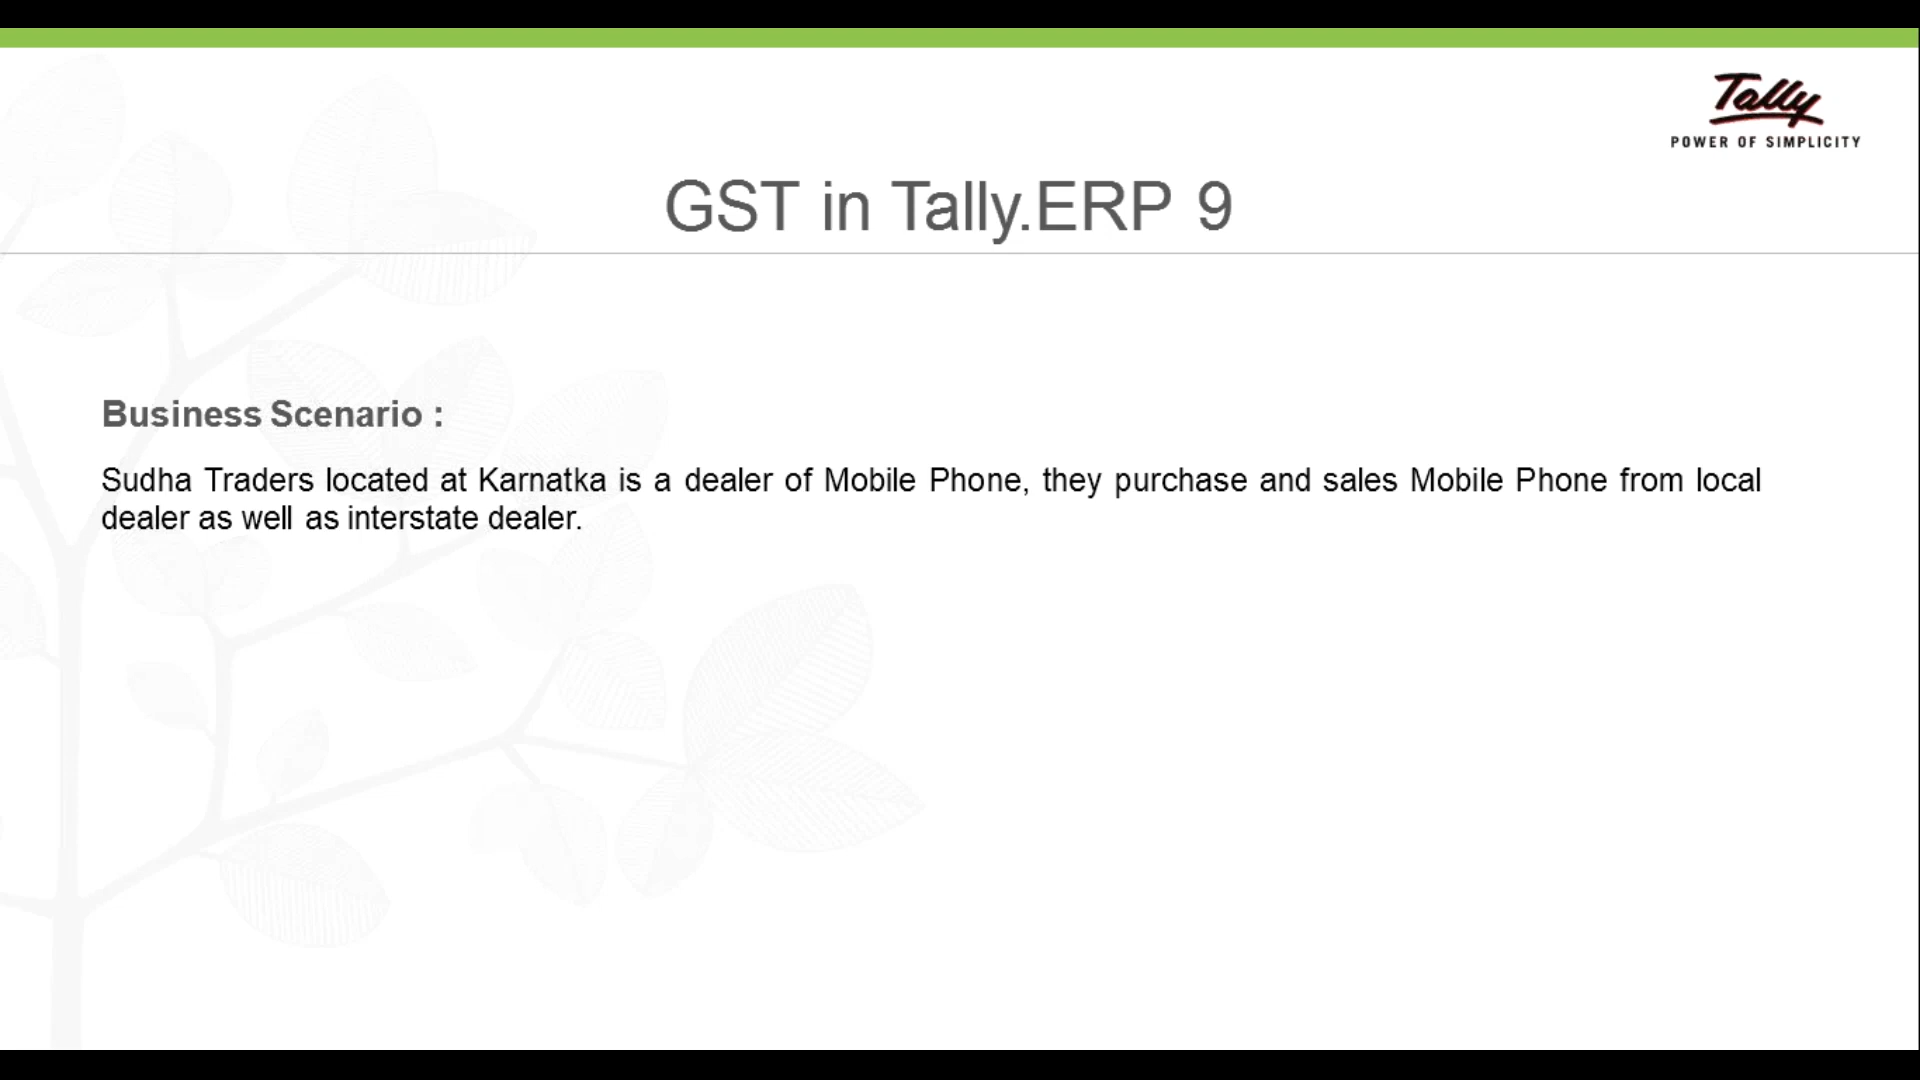 Tally
POWER OF SIMPLICITY
GST in Tally.ERP 9
Business Scenario :
Sudha Traders located at Karnatka is a dealer of Mobile Phone, they purchase and sales Mobile Phone from local
dealer as well as interstate dealer.